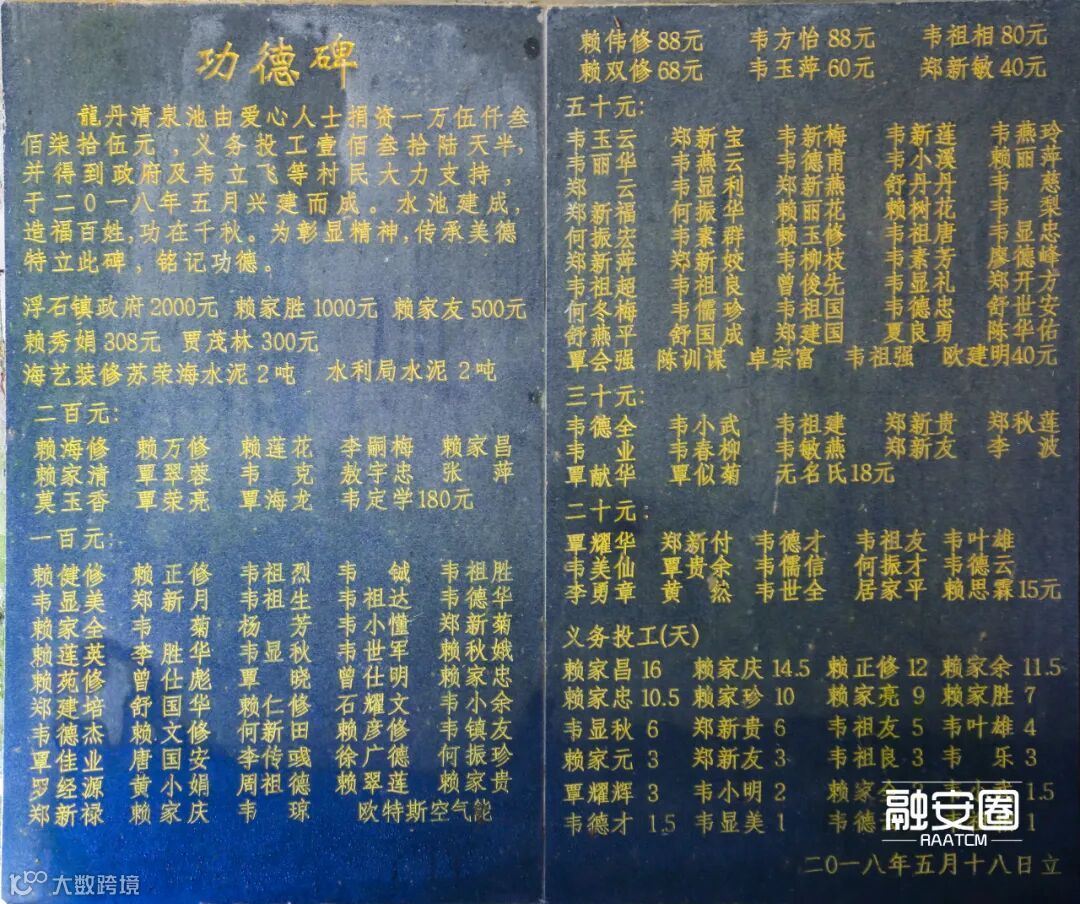 功德碑
龍丹清泉池由爱心人士捐资一万伍仟叁
佰柒拾伍元，义务投工壹佰叁拾陆天半，
并得到政府及韦立飞等村民大力支持，
于二0一八年五月兴建而成。水池建成，
造福百姓，功在千秋。为彰显精神，传承美德
特立此碑，铭记功德。
浮石镇政府2000元 赖家胜1000元 赖家友500元
赖秀娟308元 贾茂林300元
海艺装修苏荣海水泥2吨 水利局水泥2吨
二百元：
赖海修 赖万修 赖莲花 李嗣梅 赖家昌
赖家清 覃翠蓉 韦克 敖宇忠 张萍
莫玉香 覃荣亮 覃海龙 韦定学180元
一百元：
赖健修 赖正修 韦祖烈 韦铖 韦祖胜
韦显美 郑新月 韦祖生 韦祖达 韦德华
赖家全 韦菊 杨芳 韦小懂 郑新菊
赖莲英 李胜华 韦显秋 韦世军 赖秋娥
赖苑修 曾仕彪 覃晓 曾仕明 赖家忠
郑建培 舒国华 赖仁修 石耀文 韦小余
韦德杰 赖文修 何新田 赖彦修 韦镇友
覃佳业 唐国安 李传彧 徐广德 何振珍
罗经源 黄小娟 周祖德 赖翠莲 赖家贵
郑新禄 赖家庆 韦琼 欧特斯空气能
赖伟修88元 韦方怡88元 韦祖相80元
赖双修68元 韦玉萍60元 郑新敏40元
五十元：
韦玉云 郑新宝 韦新梅 韦新莲 韦燕玲
韦丽华 韦燕云 韦德甫 韦小溪 赖丽萍
郑云 韦显利 郑新燕 舒丹丹 韦慈
郑新福 何振华 赖丽花 赖树花 韦梨
何振宏 韦素群 赖玉修 韦祖唐 韦显忠
郑新萍 郑新姣 韦柳枝 韦素芳 廖德峰
韦祖超 韦祖良 曾俊先 韦显礼 郑开方
何冬梅 韦儒珍 韦祖国 韦德忠 舒世安
舒燕平 舒国成 郑建国 夏良勇 陈华佑
覃会强 陈训谋 卓宗富 韦祖强 欧建明40元
三十元：
韦德全 韦小武 韦祖建 郑新贵 郑秋莲
韦业 韦春柳 韦敏燕 郑新友 李波
覃献华 覃似菊 无名氏18元
二十元：
覃耀华 郑新付 韦德才 韦祖友 韦叶雄
韦美仙 覃贵余 韦儒信 何振才 韦德云
李勇章 黄然 韦世全 居家平 赖思霖15元
义务投工(天)
赖家昌16 赖家庆14.5 赖正修12 赖家余11.5
赖家忠10.5 赖家珍10 赖家亮9 赖家胜7
韦显秋6 郑新贵6 韦祖友5 韦叶雄4
赖家元3 郑新友3 韦祖良3 韦乐3
覃耀辉3 韦小明2 赖家 1.5
韦德才1.5 韦显美1 韦德 1
融安圈
RAATCM
二0一八年五月十八日立
大数跨境